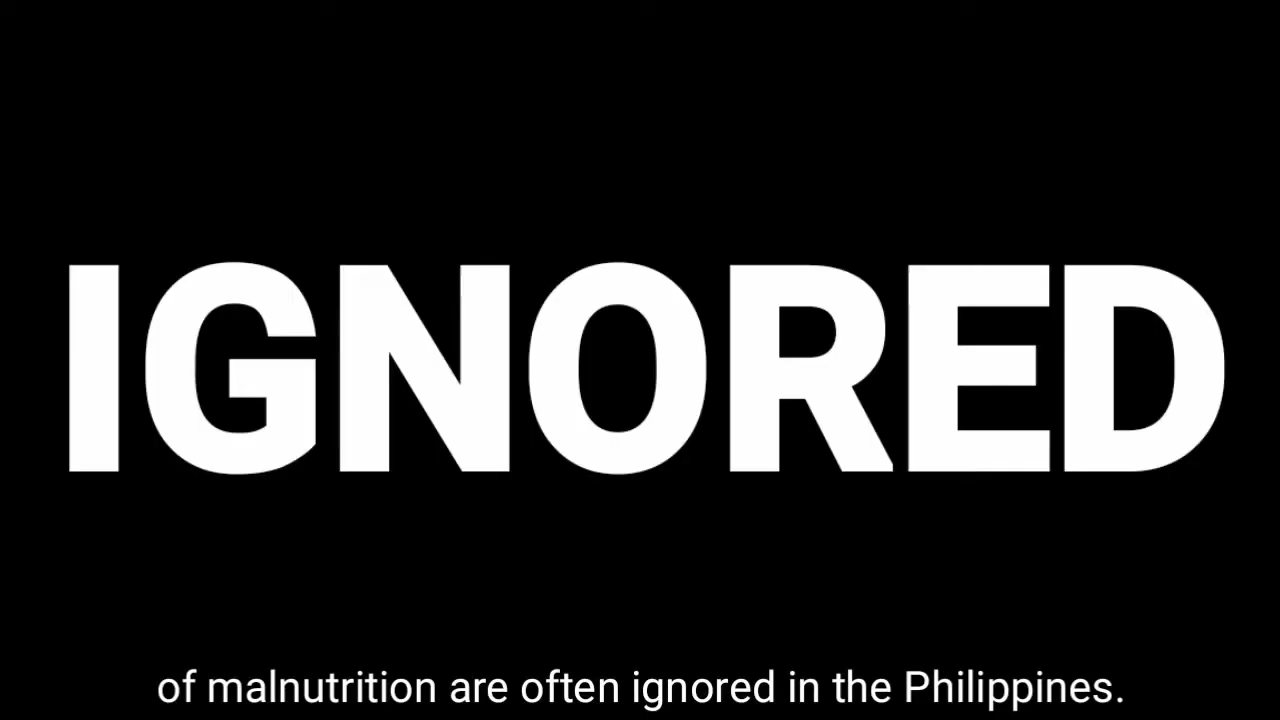 IGNORED
of malnutrition are often ignored in the Philippines.